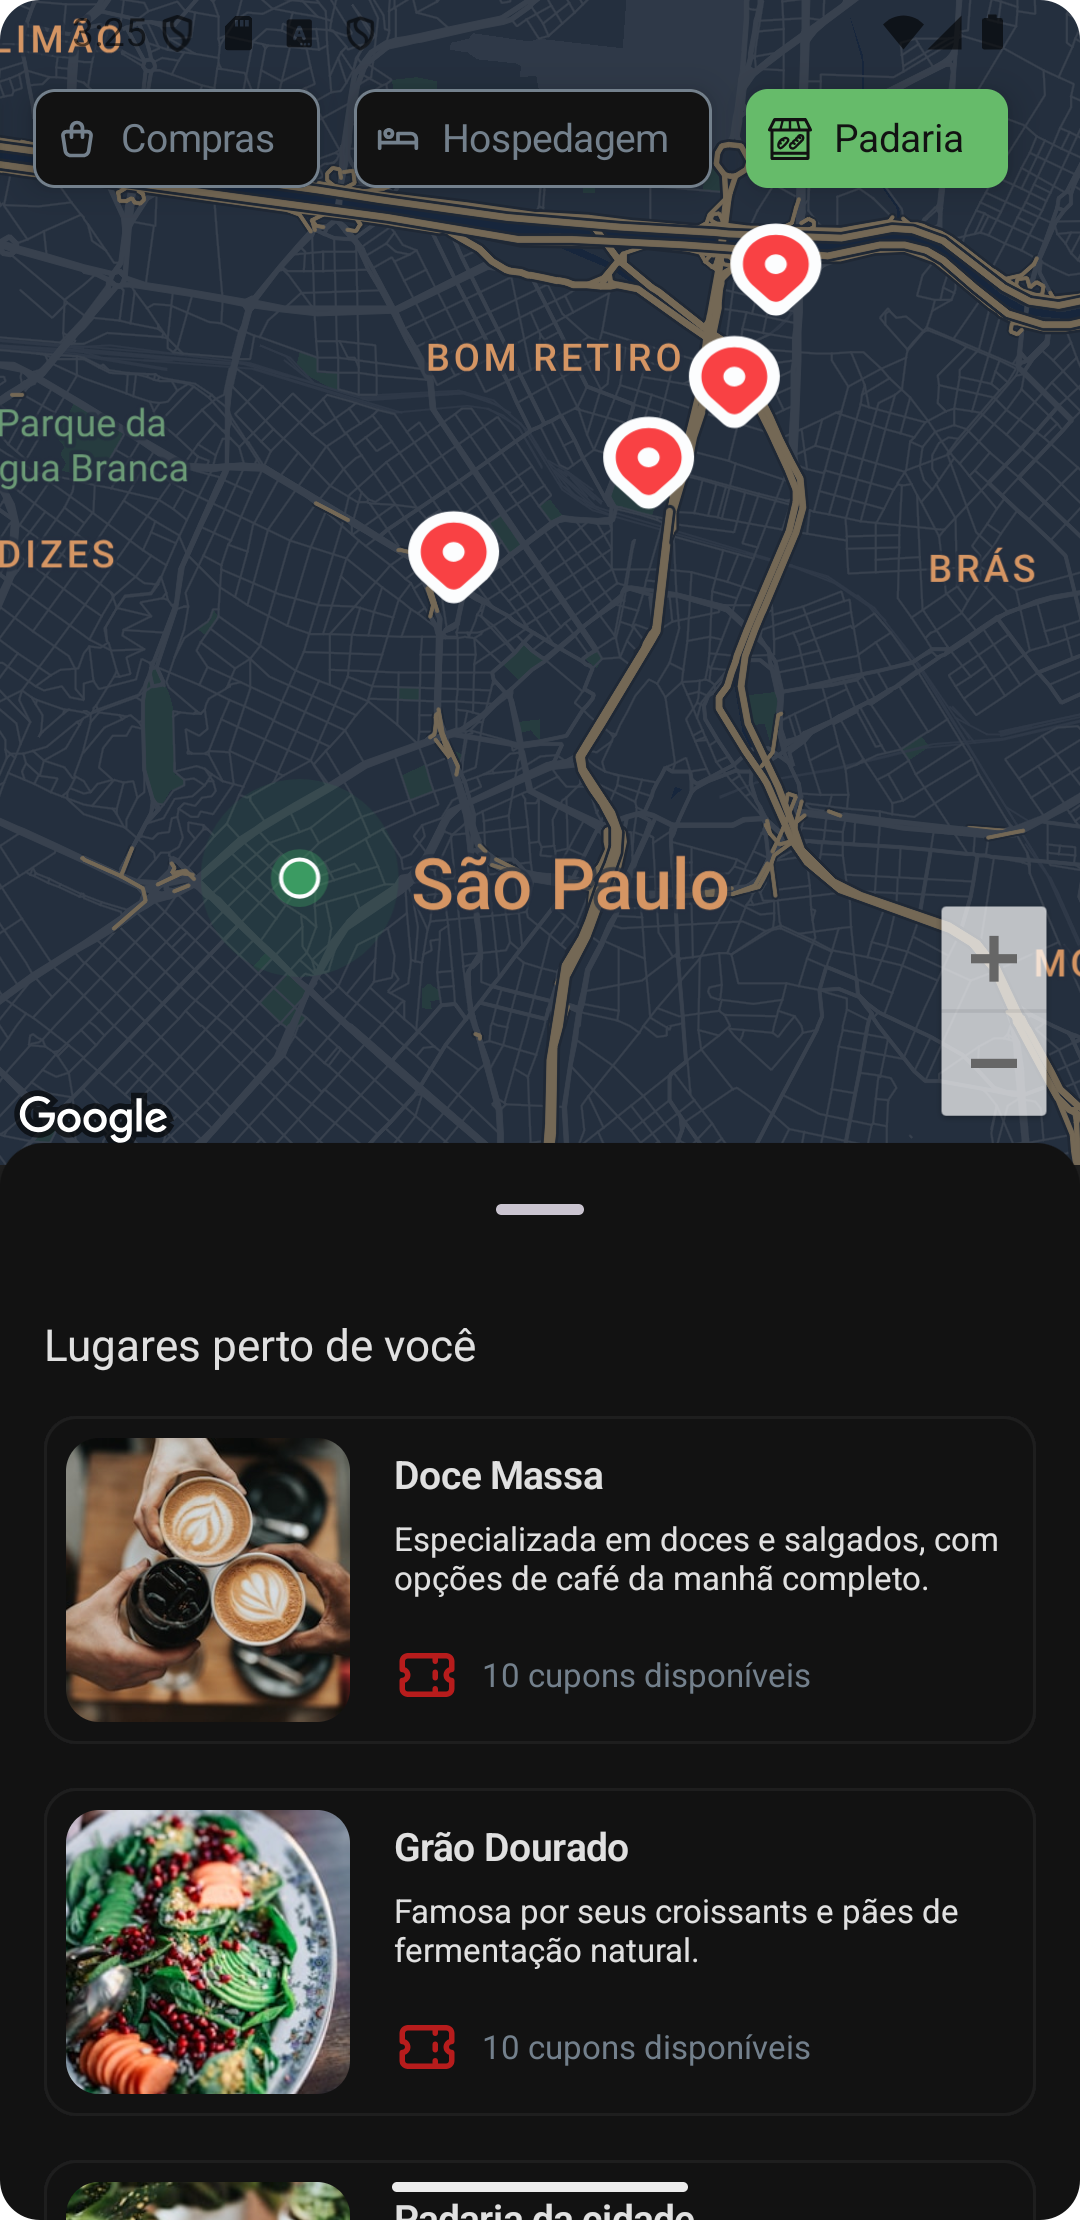 LIMÃO
3:25
Compras
Hospedagem
Padaria
BOM RETIRO
Parque da
gua Branca
DIZES
BRÁS
São Paulo
MO
Google
Lugares perto de você
Doce Massa
Especializada em doces e salgados, com
opções de café da manhã completo.
10 cupons disponíveis
Grão Dourado
Famosa por seus croissants e pães de
fermentação natural.
10 cupons disponíveis
Padaria da cidade